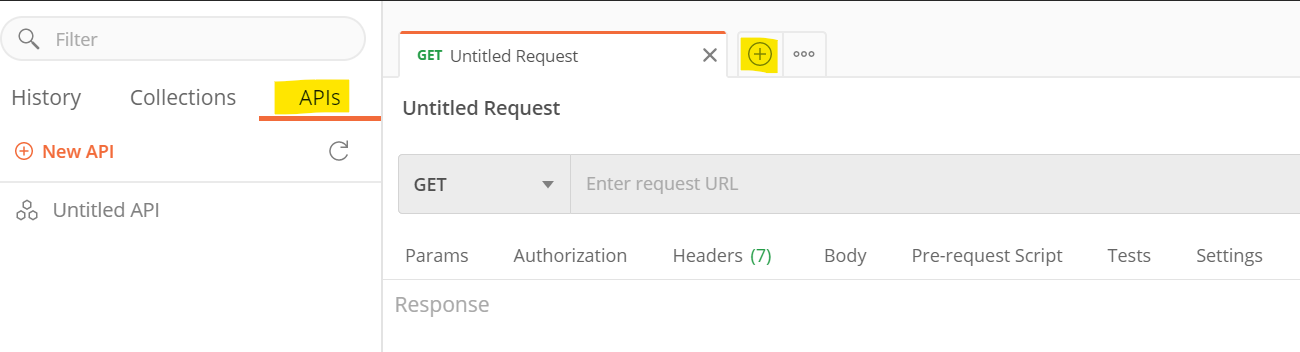 Filter
History Collections APIs
New API
Untitled API
GET Untitled Request
Untitled Request
GET Enter request URL
Params Authorization Headers (7) Body Pre-request Script Tests Settings
Response